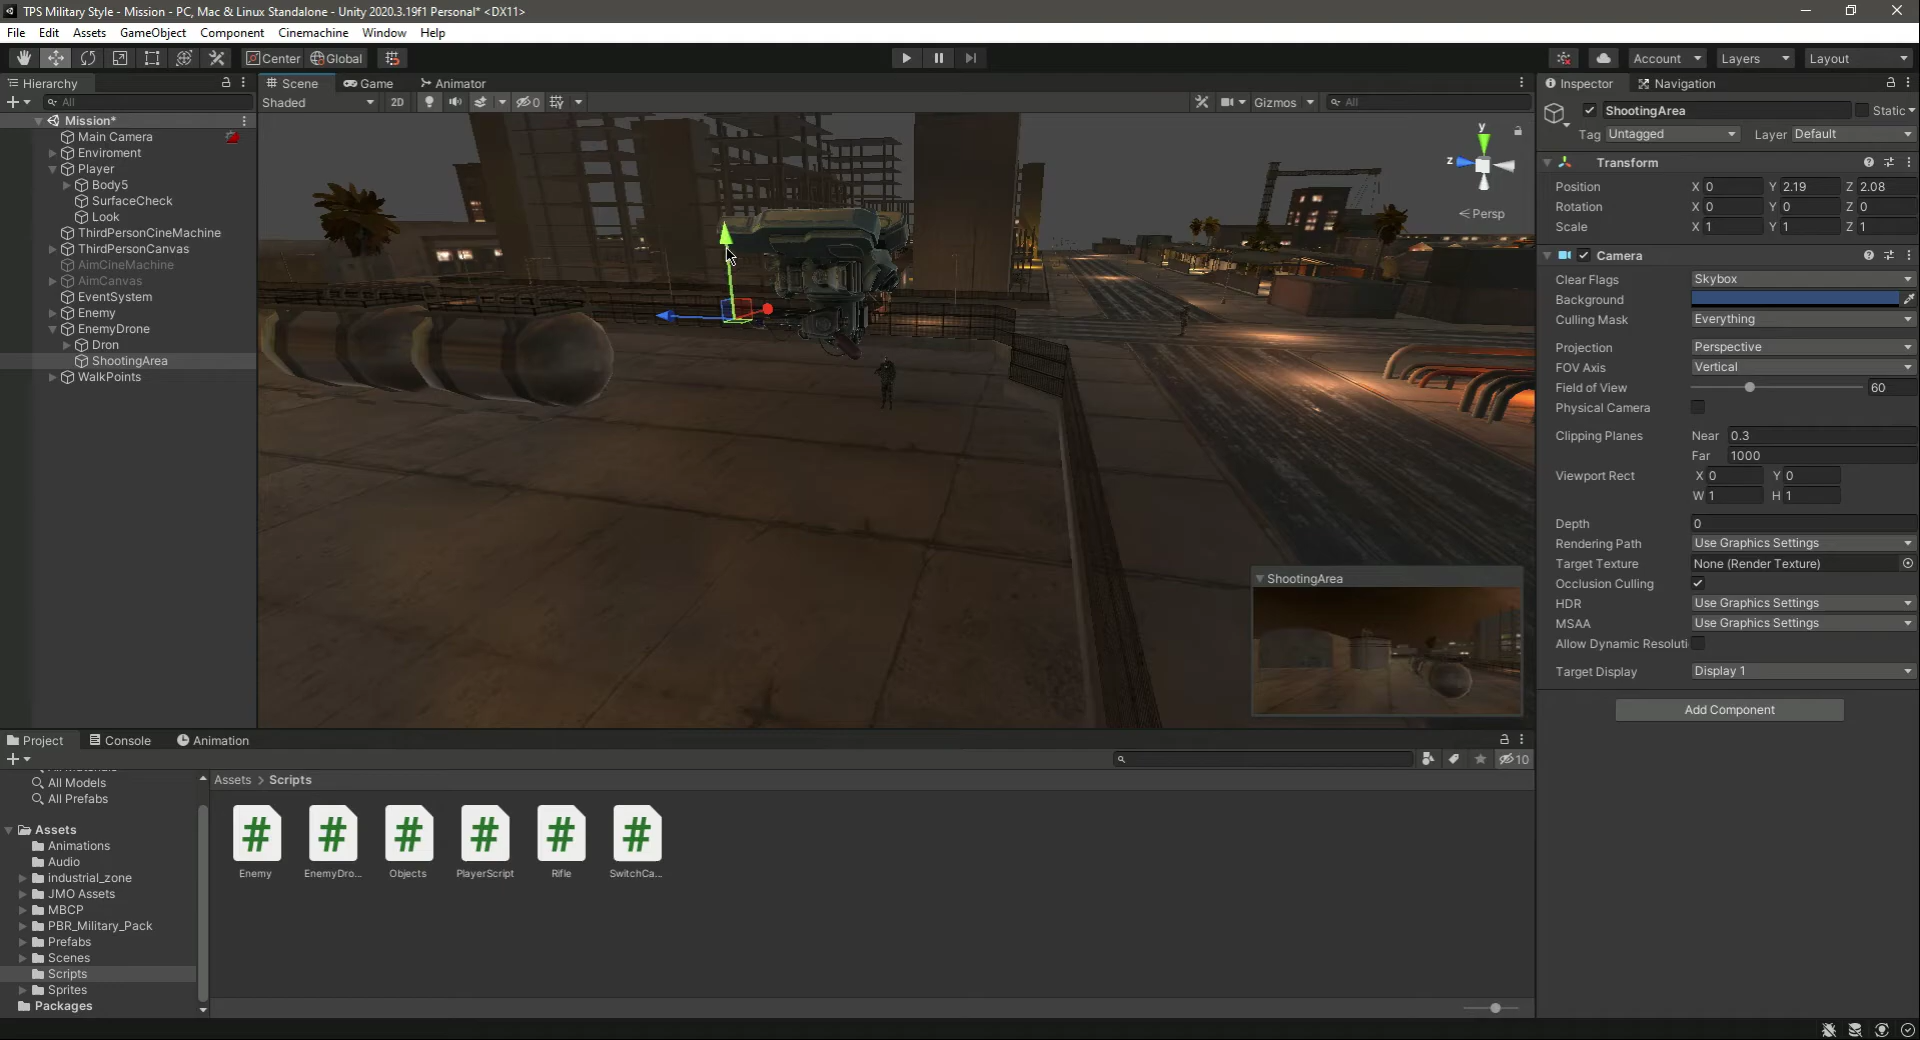 TPS Military Style - Mission - PC, Mac & Linux Standalone - Unity 2020.3.19f1 Personal* <DX11>
File Edit Assets GameObject Component Cinemachine Window Help
Center Global Account Layers Layout
Hierarchy
All
Mission*
Main Camera
Enviroment
Player
Body5
SurfaceCheck
Look
ThirdPersonCineMachine
ThirdPersonCanvas
AimCineMachine
AimCanvas
EventSystem
Enemy
EnemyDrone
Dron
ShootingArea
WalkPoints
Scene Game Animator
Shaded 2D 0 Gizmos All
y
z
Persp
ShootingArea
Inspector Navigation
ShootingArea Static
Tag Untagged Layer Default
Transform
Position X 0 Y 2.19 Z 2.08
Rotation X 0 Y 0 Z 0
Scale X 1 Y 1 Z 1
Camera
Clear Flags Skybox
Background
Culling Mask Everything
Projection Perspective
FOV Axis Vertical
Field of View 60
Physical Camera
Clipping Planes Near 0.3
Far 1000
Viewport Rect X 0 Y 0
W 1 H 1
Depth 0
Rendering Path Use Graphics Settings
Target Texture None (Render Texture)
Occlusion Culling
HDR Use Graphics Settings
MSAA Use Graphics Settings
Allow Dynamic Resoluti
Target Display Display 1
Add Component
Project Console Animation
10
All Models
All Prefabs
Assets
Animations
Audio
industrial_zone
JMO Assets
MBCP
PBR_Military_Pack
Prefabs
Scenes
Scripts
Sprites
Packages
Assets > Scripts
# # # # # #
Enemy EnemyDro... Objects PlayerScript Rifle SwitchCa...